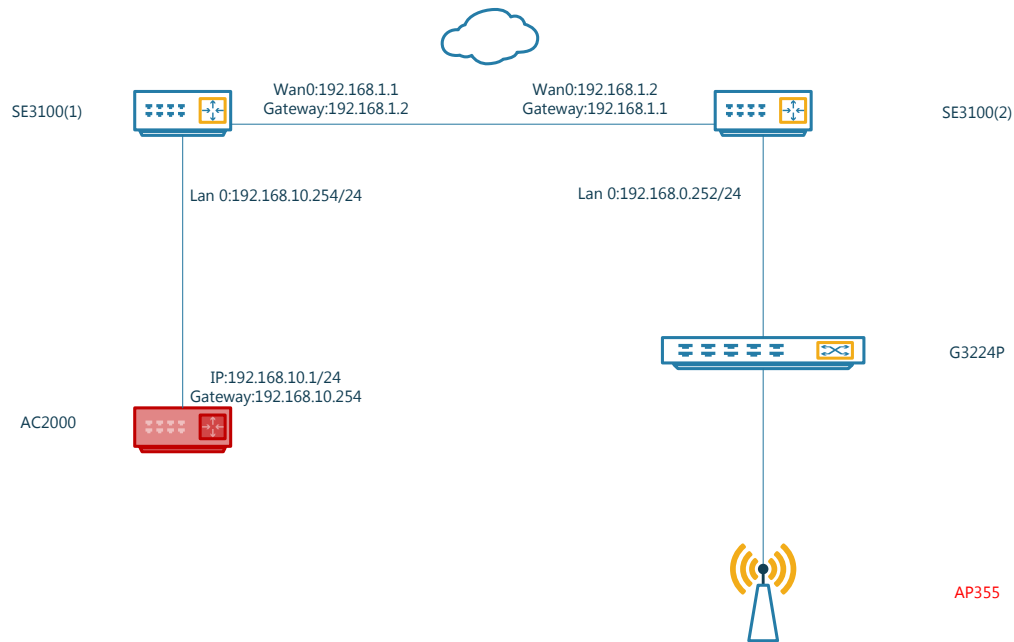 Wan0:192.168.1.1
Gateway:192.168.1.2
Wan0:192.168.1.2
Gateway:192.168.1.1
SE3100(1)
SE3100(2)
Lan 0:192.168.10.254/24
Lan 0:192.168.0.252/24
G3224P
IP:192.168.10.1/24
Gateway:192.168.10.254
AC2000
AP355